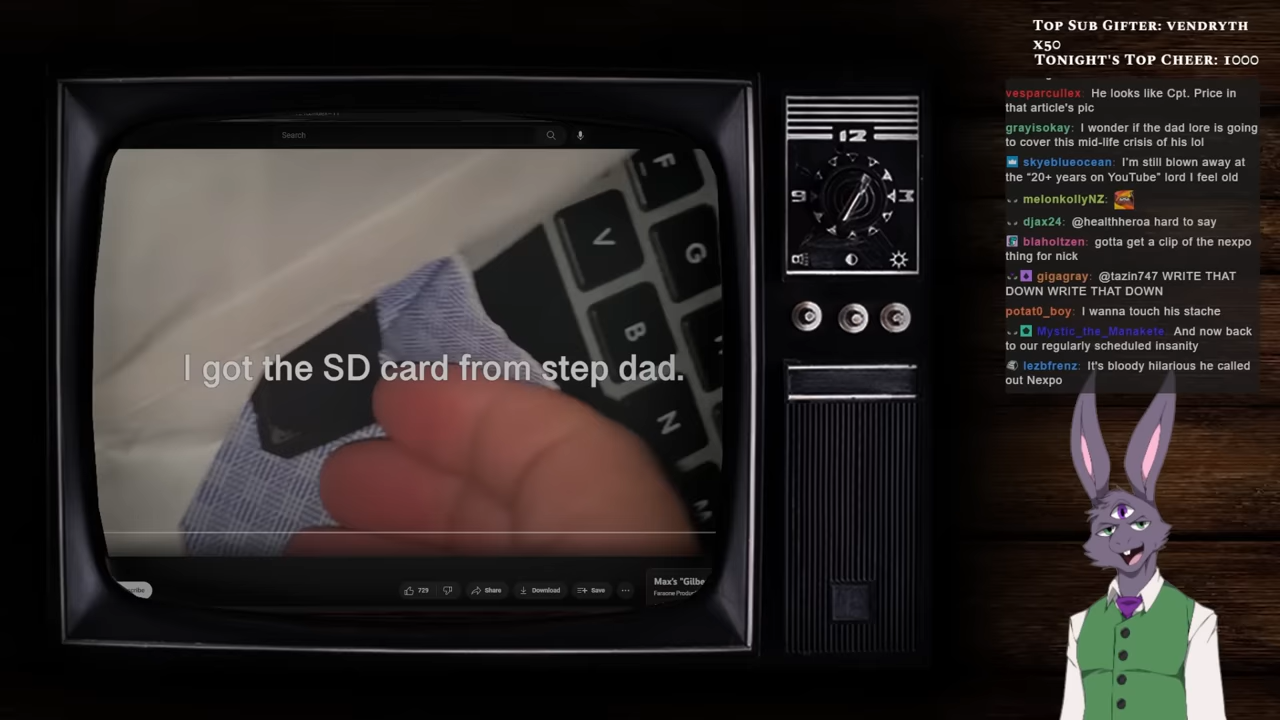 Top Sub Gifter: vendryth
x50
Tonight's Top Cheer: 1000
vesparcullex: He looks like Cpt. Price in
that article's pic
grayisokay: I wonder if the dad lore is going
to cover this mid-life crisis of his lol
skyeblueocean: I'm still blown away at
the "20+ years on YouTube" lord I feel old
melonkollyNZ:
djax24: @healthheroa hard to say
blaholtzen: gotta get a clip of the nexpo
thing for nick
gigagray: @tazin747 WRITE THAT
DOWN WRITE THAT DOWN
potat0_boy: I wanna touch his stache
Mystic_the_Manakete: And now back
to our regularly scheduled insanity
lezbfrenz: It's bloody hilarious he called
out Nexpo
Search
F
V
G
B
N
M
I got the SD card from step dad.
729
Share
Download
Save
Max's "Gilbe
12
9